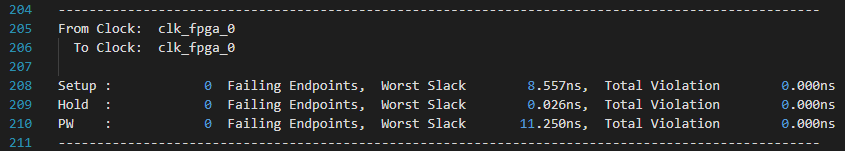 204 ------------------------------------------------------------------------------------------------
205 From Clock:  clk_fpga_0
206   To Clock:  clk_fpga_0
207
208 Setup :            0  Failing Endpoints,  Worst Slack        8.557ns,  Total Violation        0.000ns
209 Hold  :            0  Failing Endpoints,  Worst Slack        0.026ns,  Total Violation        0.000ns
210 PW    :            0  Failing Endpoints,  Worst Slack       11.250ns,  Total Violation        0.000ns
211 ------------------------------------------------------------------------------------------------